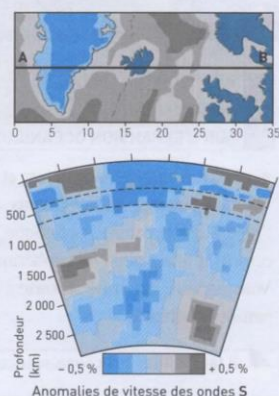 A B
0 5 10 15 20 25 30 35
500
1 000
1 500
2 000
2 500
Profondeur
(km)
– 0,5 % + 0,5 %
Anomalies de vitesse des ondes S